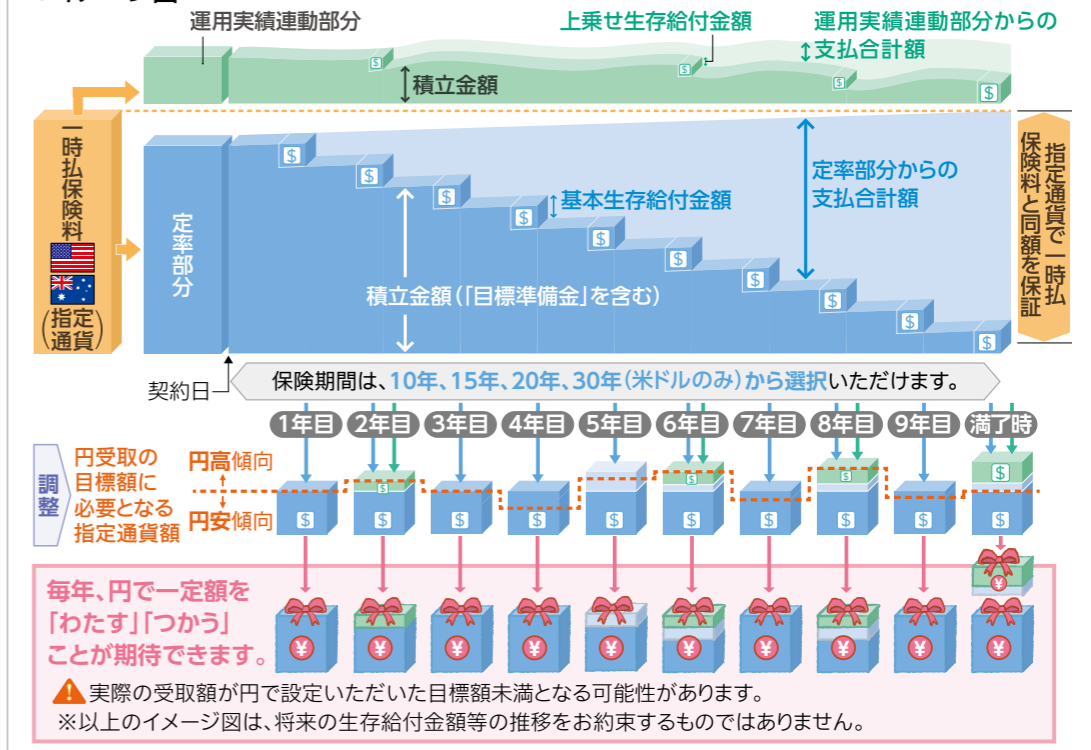 運用実績連動部分
上乗せ生存給付金額
運用実績連動部分からの
支払合計額
積立金額
一時払保険料
(指定
通貨)
定率部分
基本生存給付金額
定率部分からの
支払合計額
積立金額(「目標準備金」を含む)
指定通貨で一時払
保険料と同額を保証
契約日
保険期間は、10年、15年、20年、30年(米ドルのみ)から選択いただけます。
1年目 2年目 3年目 4年目 5年目 6年目 7年目 8年目 9年目 満了時
調整
円受取の
目標額に
必要となる
指定通貨額
円高傾向
円安傾向
毎年、円で一定額を
「わたす」「つかう」
ことが期待できます。
実際の受取額が円で設定いただいた目標額未満となる可能性があります。
※以上のイメージ図は、将来の生存給付金額等の推移をお約束するものではありません。